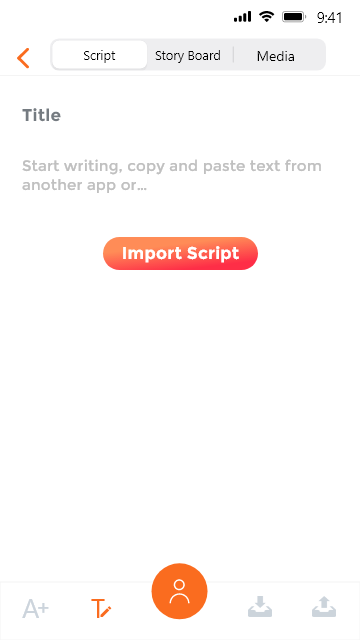 9:41
Script Story Board Media
Title
Start writing, copy and paste text from
another app or...
Import Script
A+ T